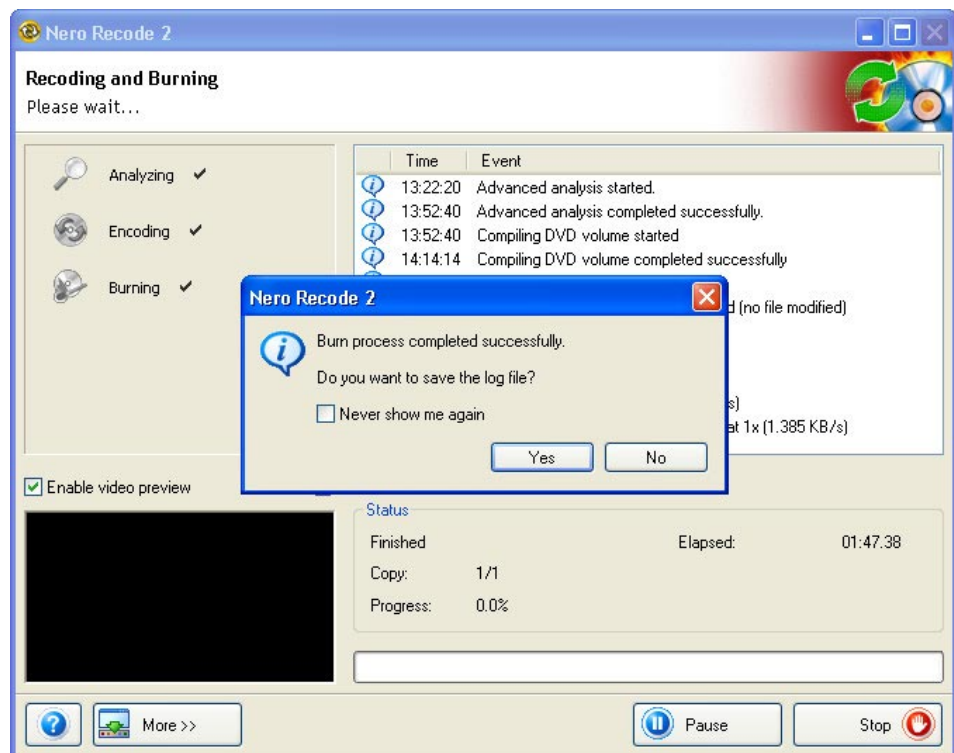 Nero Recode 2
Recoding and Burning
Please wait...
Analyzing
Encoding
Burning
Time Event
13:22:20 Advanced analysis started.
13:52:40 Advanced analysis completed successfully.
13:52:40 Compiling DVD volume started
14:14:14 Compiling DVD volume completed successfully
d (no file modified)
s)
at 1x (1.385 KB/s)
Nero Recode 2
Burn process completed successfully.
Do you want to save the log file?
Never show me again
Yes No
Enable video preview
Status
Finished Elapsed: 01:47.38
Copy: 1/1
Progress: 0.0%
More >>
Pause
Stop